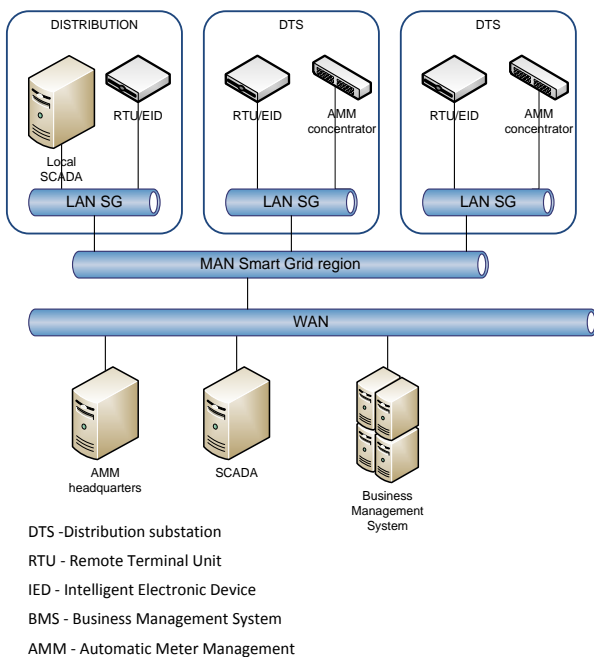 DISTRIBUTION
DTS
DTS
RTU/EID
RTU/EID
AMM
concentrator
RTU/EID
AMM
concentrator
Local
SCADA
LAN SG
LAN SG
LAN SG
MAN Smart Grid region
WAN
AMM
headquarters
SCADA
Business
Management
System
DTS -Distribution substation
RTU - Remote Terminal Unit
IED - Intelligent Electronic Device
BMS - Business Management System
AMM - Automatic Meter Management